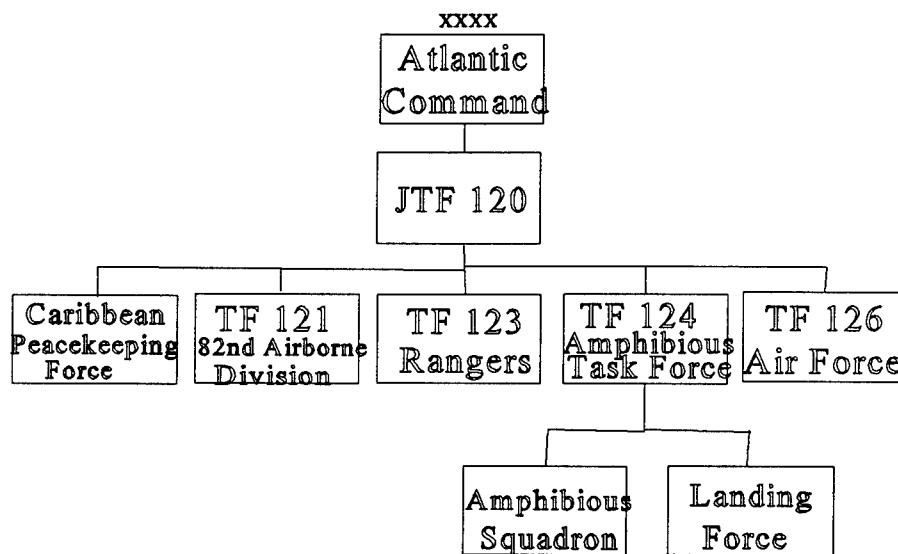 xxxx
Atlantic
Command
JTF 120
Caribbean
Peacekeeping
Force
TF 121
82nd Airborne
Division
TF 123
Rangers
TF 124
Amphibious
Task Force
TF 126
Air Force
Amphibious
Squadron
Landing
Force